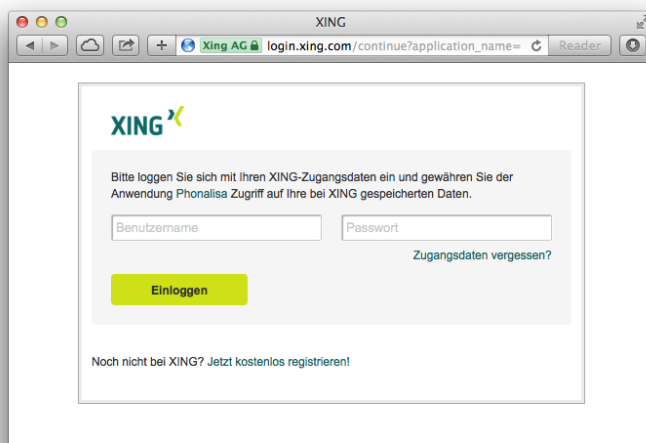 XING
Xing AG login.xing.com/continue?application_name= Reader
XING
Bitte loggen Sie sich mit Ihren XING-Zugangsdaten ein und gewähren Sie der
Anwendung Phonalisa Zugriff auf Ihre bei XING gespeicherten Daten.
Benutzername Passwort
Zugangsdaten vergessen?
Einloggen
Noch nicht bei XING? Jetzt kostenlos registrieren!